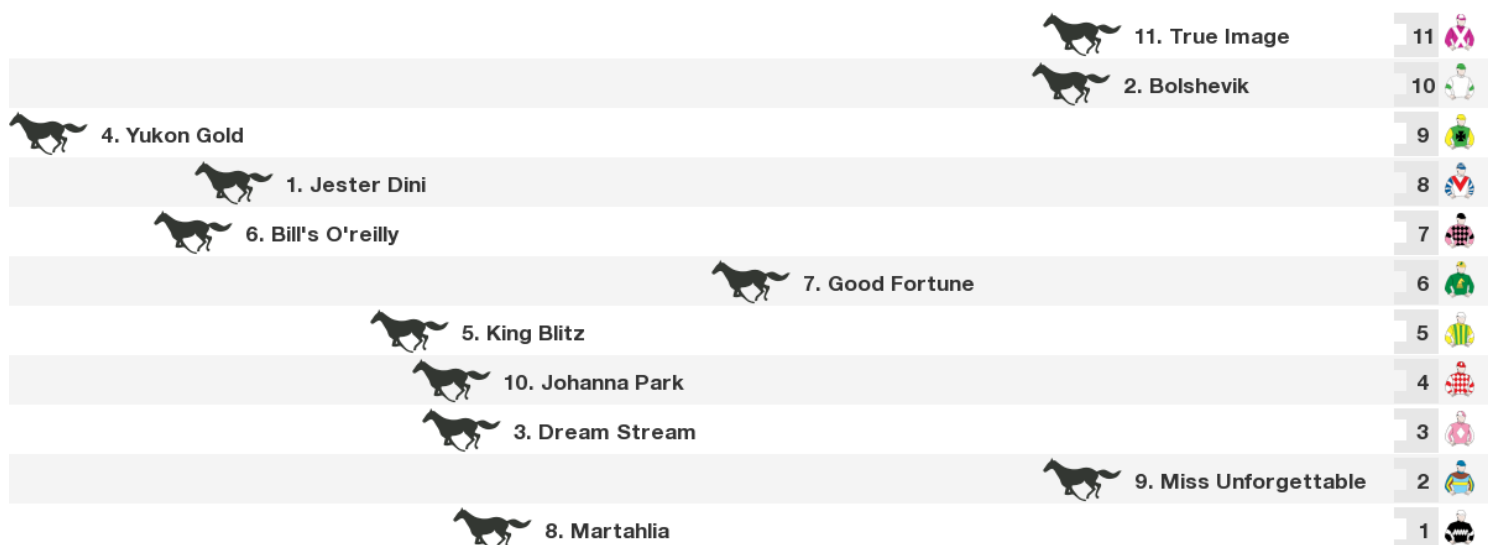 11. True Image 11
2. Bolshevik 10
4. Yukon Gold 9
1. Jester Dini 8
6. Bill's O'reilly 7
7. Good Fortune 6
5. King Blitz 5
10. Johanna Park 4
3. Dream Stream 3
9. Miss Unforgettable 2
8. Martahlia 1